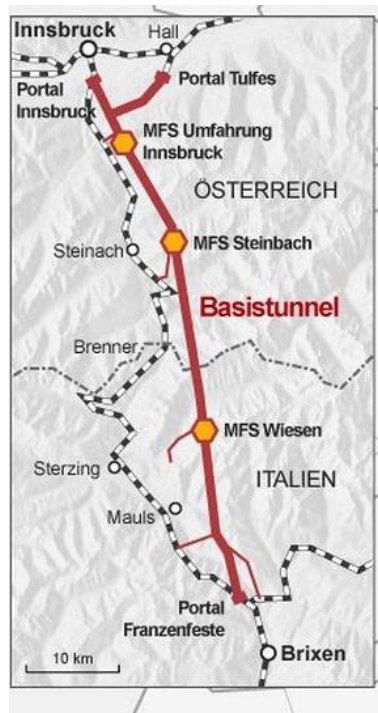 Innsbruck
Hall
Portal
Innsbruck
Portal Tulfes
MFS Umfahrung
Innsbruck
ÖSTERREICH
Steinach
MFS Steinbach
Basistunnel
Brenner
MFS Wiesen
Sterzing
ITALIEN
Mauls
Portal
Franzenfeste
10 km
Brixen